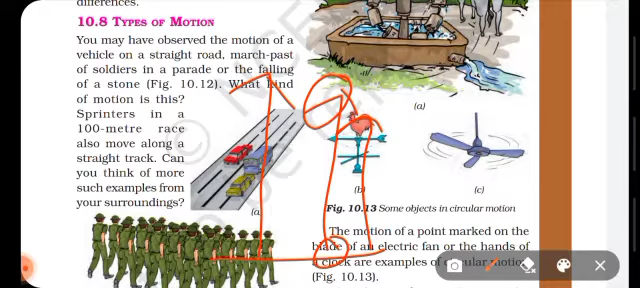 differences.
10.8 TYPES OF MOTION
You may have observed the motion of a
vehicle on a straight road, march-past
of soldiers in a parade or the falling
of a stone (Fig. 10.12). What kind
of motion is this?
Sprinters in a
100-metre race
also move along a
straight track. Can
you think of more
such examples from
your surroundings?
(a
(a)
(b)
(c)
Fig. 10.13 Some objects in circular motion
The motion of a point marked on the
blade of an electric fan or the hands of
a clock are examples of circular motion
(Fig. 10.13).